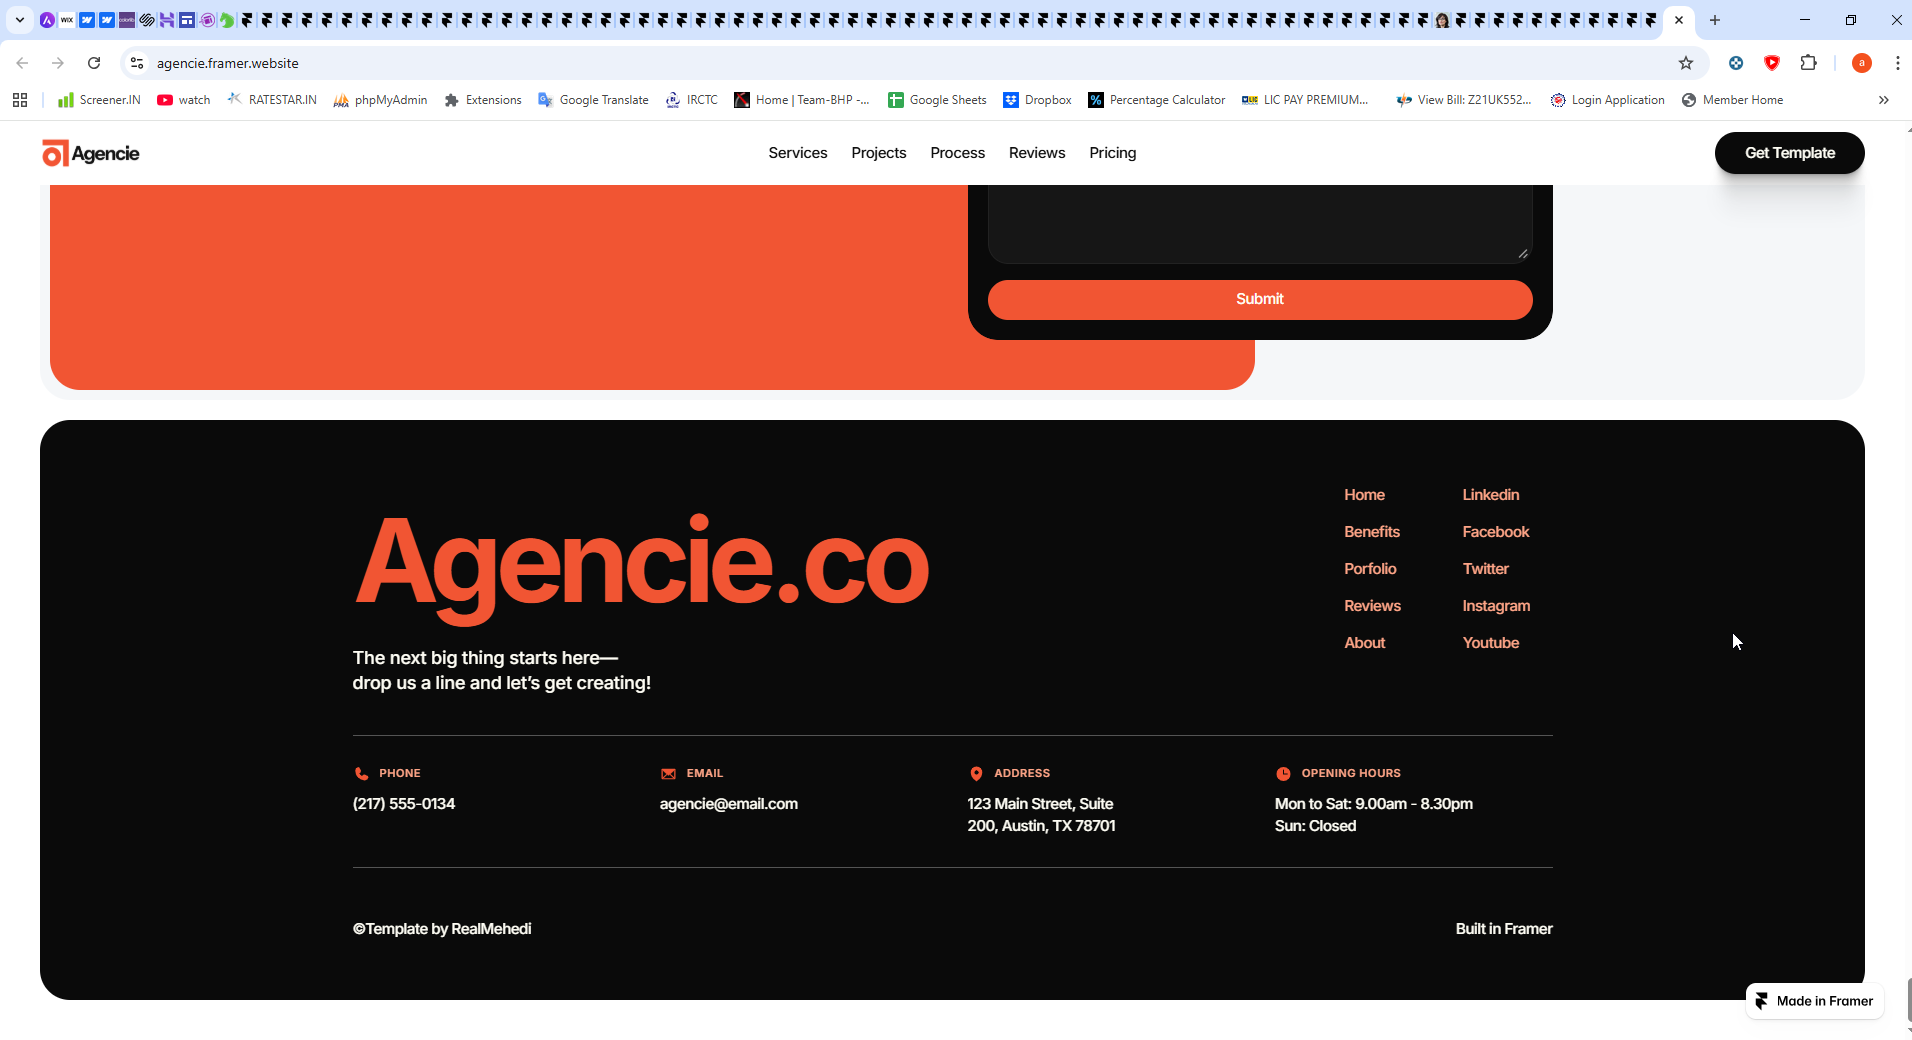 agencie.framer.website
Screener.IN
watch
RATESTAR.IN
phpMyAdmin
Extensions
Google Translate
IRCTC
Home | Team-BHP -...
Google Sheets
Dropbox
Percentage Calculator
LIC PAY PREMIUM...
View Bill: Z21UK552...
Login Application
Member Home
Agencie
Services
Projects
Process
Reviews
Pricing
Get Template
Submit
Agencie.co
The next big thing starts here—
drop us a line and let’s get creating!
Home
Benefits
Porfolio
Reviews
About
Linkedin
Facebook
Twitter
Instagram
Youtube
PHONE
(217) 555-0134
EMAIL
agencie@email.com
ADDRESS
123 Main Street, Suite
200, Austin, TX 78701
OPENING HOURS
Mon to Sat: 9.00am - 8.30pm
Sun: Closed
©Template by RealMehedi
Built in Framer
Made in Framer